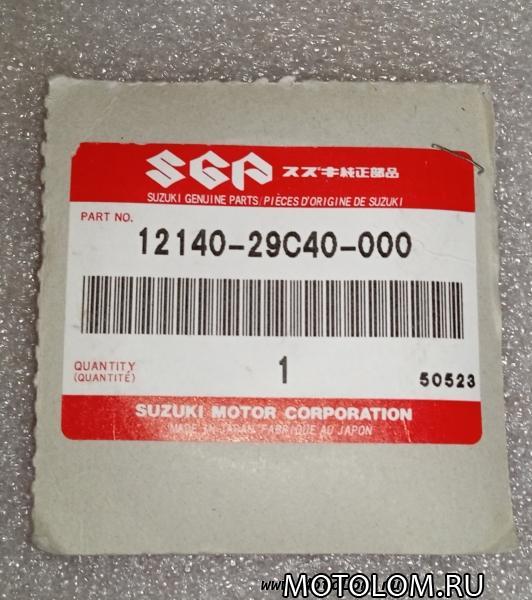 SGP スズキ純正部品
SUZUKI GENUINE PARTS/PIÈCES D'ORIGINE DE SUZUKI
PART NO.
12140-29C40-000
QUANTITY
(QUANTITÉ)
1
50523
SUZUKI MOTOR CORPORATION
MADE IN JAPAN/FABRIQUÉ AU JAPON
MOTOLOM.RU